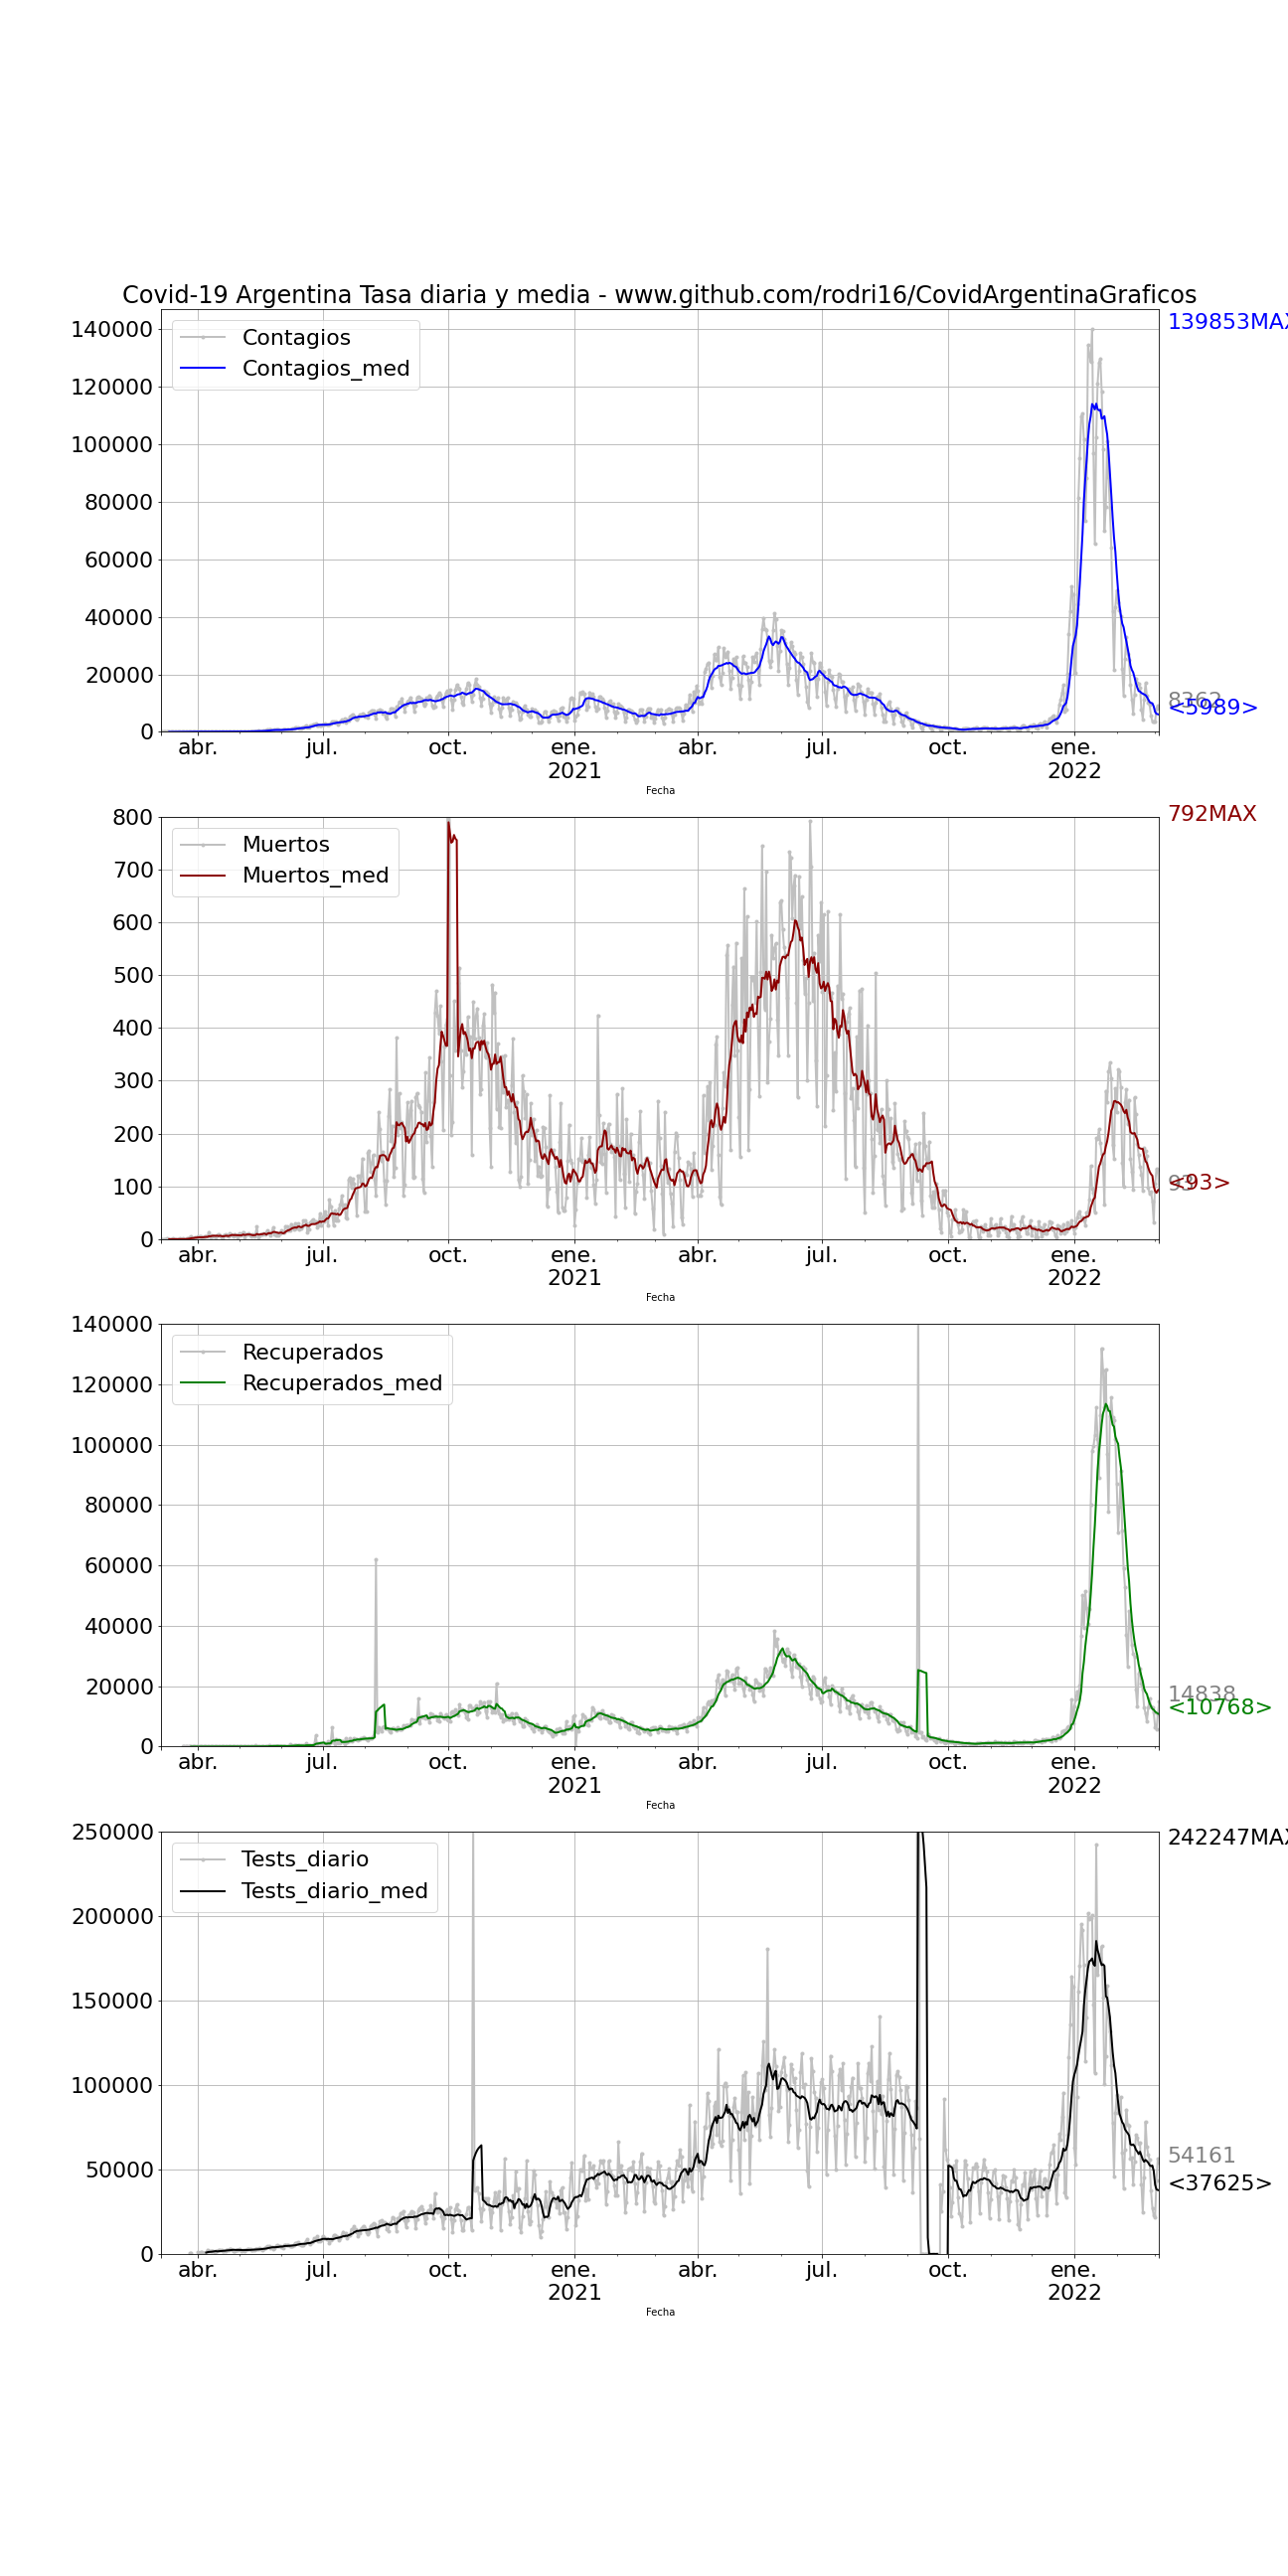 Covid-19 Argentina Tasa diaria y media - www.github.com/rodri16/CovidArgentinaGraficos
139853MAX
140000
120000
100000
80000
60000
40000
20000
0
Contagios
Contagios_med
8362
<5989>
abr. jul. oct. ene. abr. jul. oct. ene.
2021 2022
Fecha
792MAX
800
700
600
500
400
300
200
100
0
Muertos
Muertos_med
93
<93>
abr. jul. oct. ene. abr. jul. oct. ene.
2021 2022
Fecha
140000
120000
100000
80000
60000
40000
20000
0
Recuperados
Recuperados_med
14838
<10768>
abr. jul. oct. ene. abr. jul. oct. ene.
2021 2022
Fecha
242247MAX
250000
200000
150000
100000
50000
0
Tests_diario
Tests_diario_med
54161
<37625>
abr. jul. oct. ene. abr. jul. oct. ene.
2021 2022
Fecha